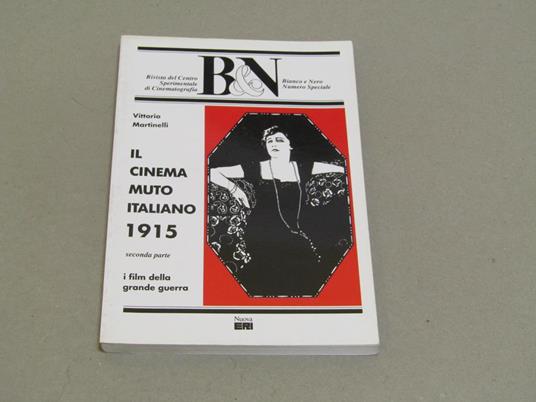 Rivista del Centro
Sperimentale
di Cinematografia
B&N
Bianco e Nero
Numero Speciale
Vittorio
Martinelli
IL
CINEMA
MUTO
ITALIANO
1915
seconda parte
i film della
grande guerra
Nuova
ERI